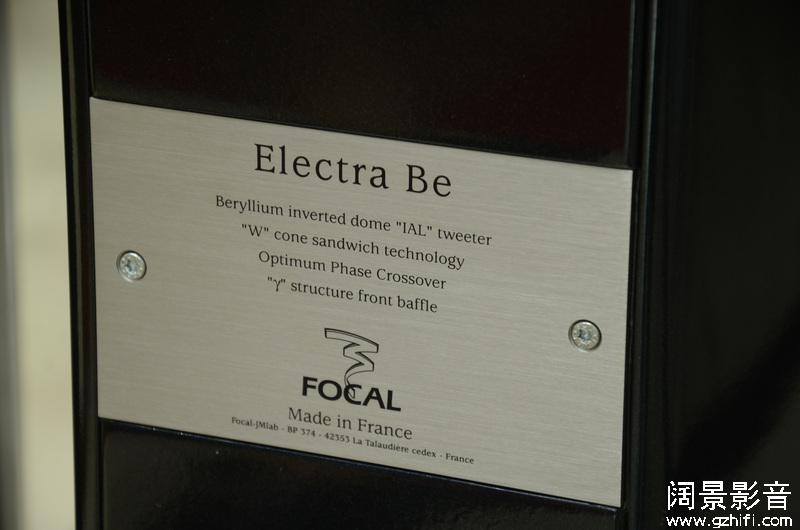 Electra Be
Beryllium inverted dome "IAL" tweeter
"W" cone sandwich technology
Optimum Phase Crossover
"γ" structure front baffle
FOCAL
Made in France
Focal-JMlab - BP 374 - 42353 La Talaudière cedex - France
阔景影音
www.gzhifi.com